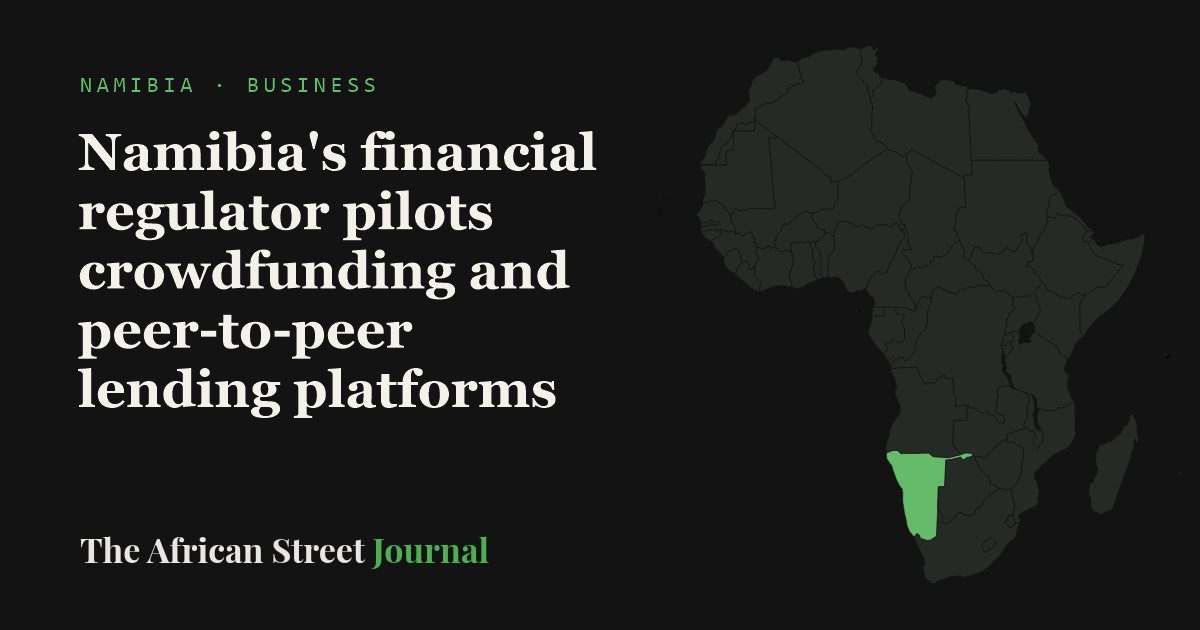 NAMIBIA · BUSINESS
Namibia's financial
regulator pilots
crowdfunding and
peer-to-peer
lending platforms
The African Street Journal